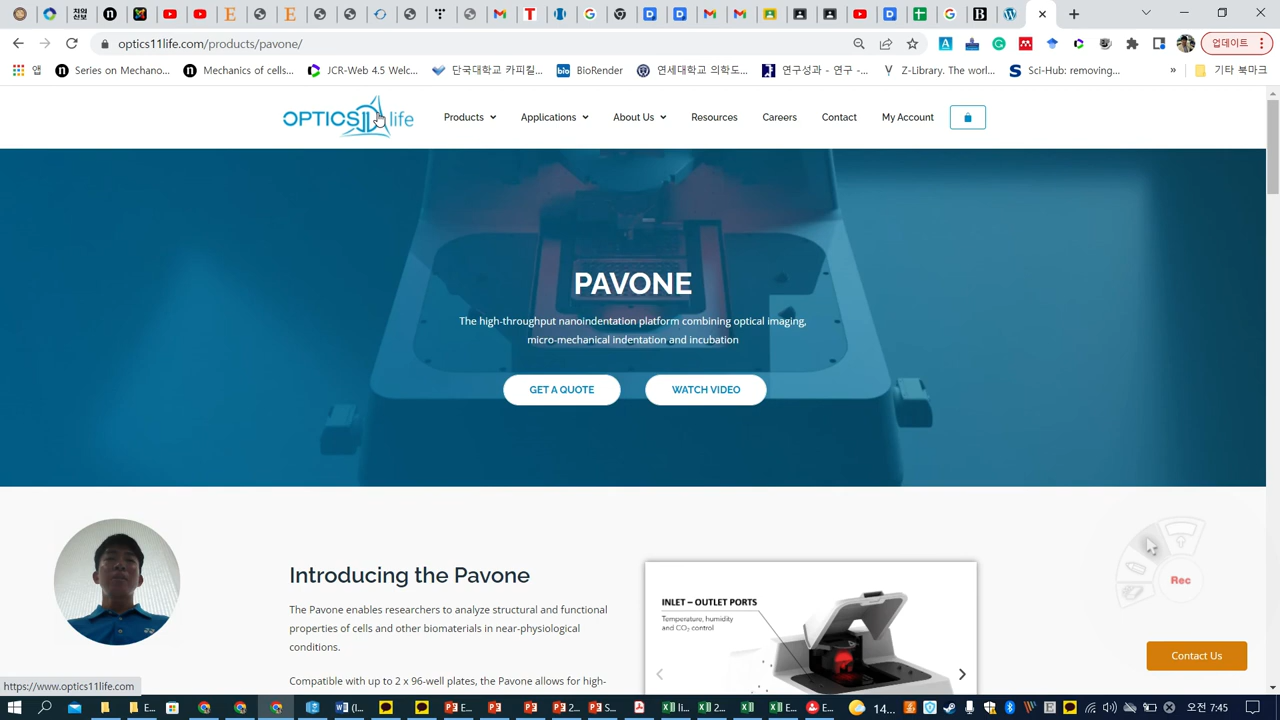 optics11life.com/products/pavone/
업데이트
앱
Series on Mechano...
Mechanics of cells...
JCR-Web 4.5 Welc...
단국대학교 카피킬...
BioRender
연세대학교 의학도...
연구성과 - 연구 -...
Z-Library. The worl...
Sci-Hub: removing...
»
기타 북마크
OPTICS11 life
Products
Applications
About Us
Resources
Careers
Contact
My Account
PAVONE
The high-throughput nanoindentation platform combining optical imaging,
micro-mechanical indentation and incubation
GET A QUOTE
WATCH VIDEO
Introducing the Pavone
The Pavone enables researchers to analyze structural and functional
properties of cells and other biomaterials in near-physiological
conditions.
Compatible with up to 2 x 96-well plates, the Pavone allows for high-
INLET – OUTLET PORTS
Temperature, humidity
and CO₂ control
Rec
Contact Us
https://www.optics11life.com
14...
오전 7:45